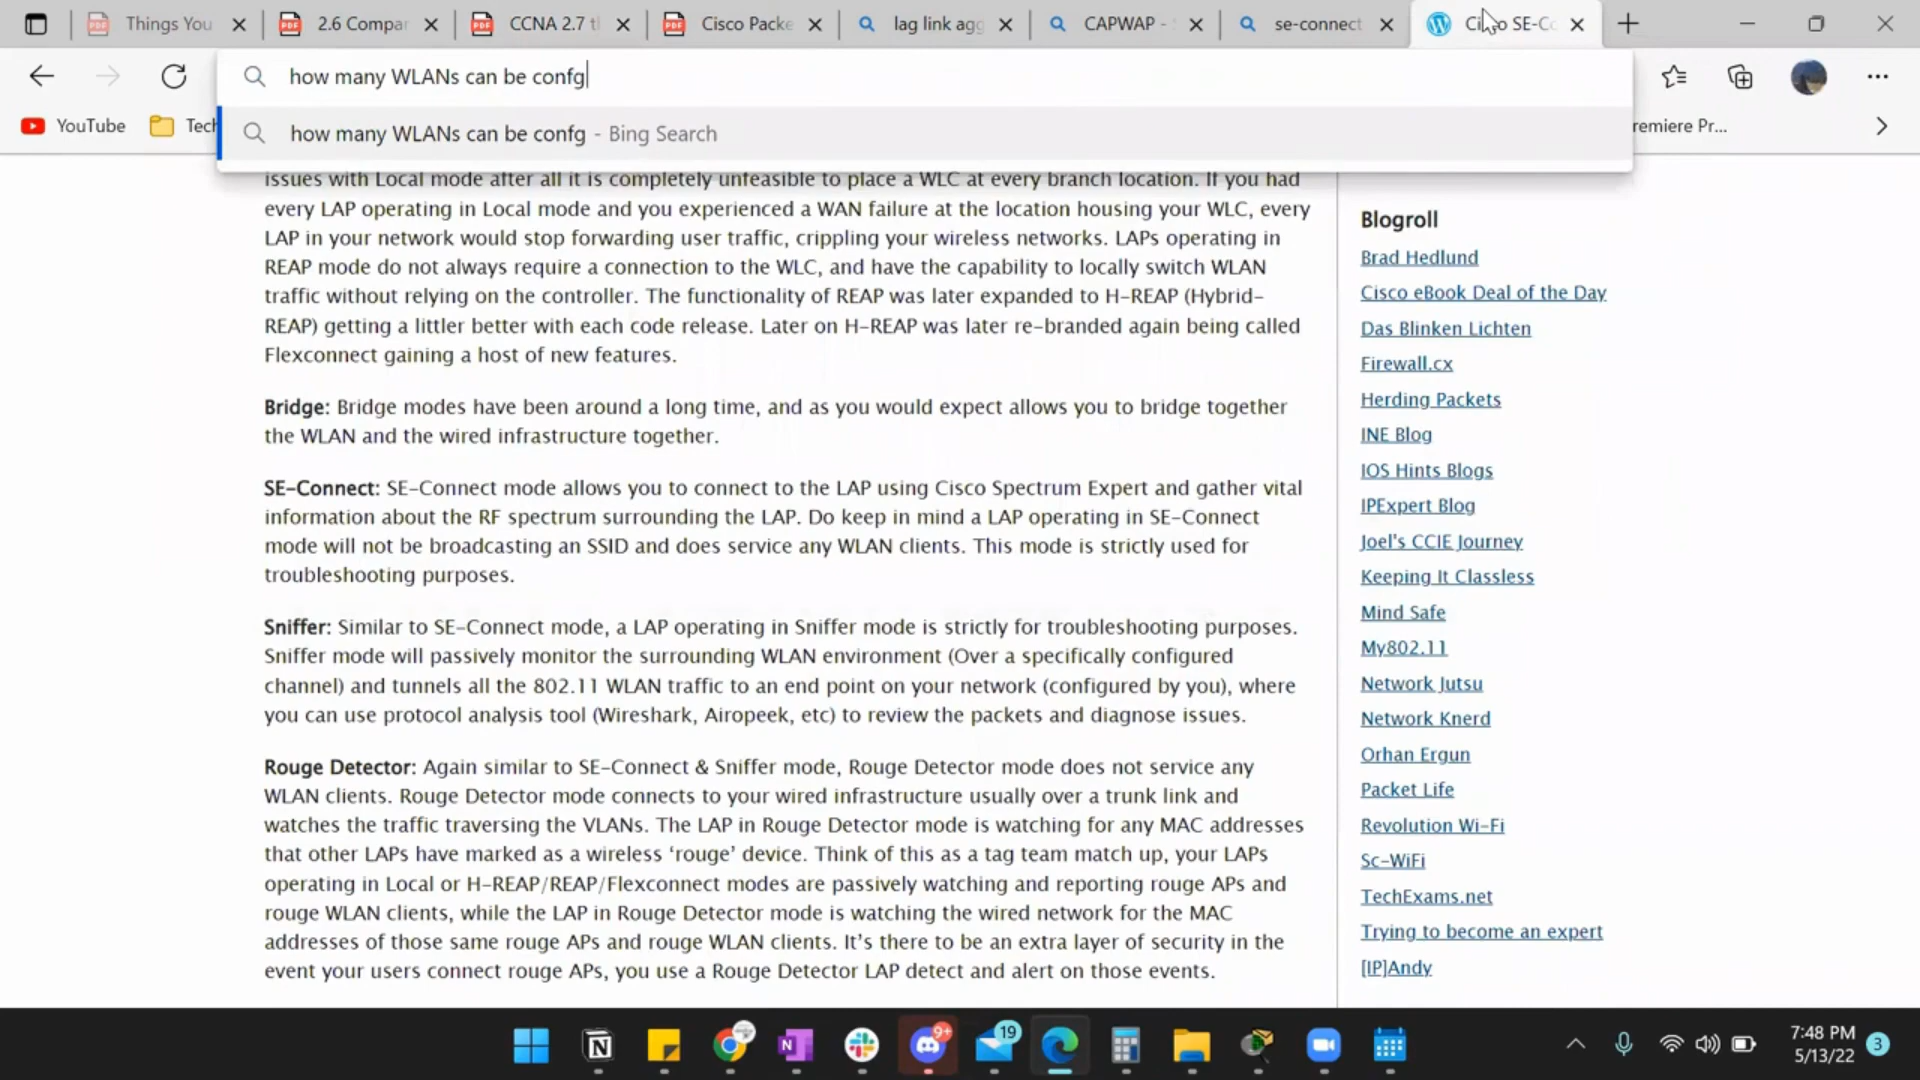 Things You
2.6 Compar
CCNA 2.7 t
Cisco Packe
lag link agg
CAPWAP -
se-connect
Cisco SE-Co
how many WLANs can be confg
YouTube
Tech
remiere Pr...
how many WLANs can be confg - Bing Search
issues with Local mode after all it is completely unfeasible to place a WLC at every branch location. If you had
every LAP operating in Local mode and you experienced a WAN failure at the location housing your WLC, every
LAP in your network would stop forwarding user traffic, crippling your wireless networks. LAPs operating in
REAP mode do not always require a connection to the WLC, and have the capability to locally switch WLAN
traffic without relying on the controller. The functionality of REAP was later expanded to H-REAP (Hybrid-
REAP) getting a littler better with each code release. Later on H-REAP was later re-branded again being called
Flexconnect gaining a host of new features.
Bridge: Bridge modes have been around a long time, and as you would expect allows you to bridge together
the WLAN and the wired infrastructure together.
SE-Connect: SE-Connect mode allows you to connect to the LAP using Cisco Spectrum Expert and gather vital
information about the RF spectrum surrounding the LAP. Do keep in mind a LAP operating in SE-Connect
mode will not be broadcasting an SSID and does service any WLAN clients. This mode is strictly used for
troubleshooting purposes.
Sniffer: Similar to SE-Connect mode, a LAP operating in Sniffer mode is strictly for troubleshooting purposes.
Sniffer mode will passively monitor the surrounding WLAN environment (Over a specifically configured
channel) and tunnels all the 802.11 WLAN traffic to an end point on your network (configured by you), where
you can use protocol analysis tool (Wireshark, Airopeek, etc) to review the packets and diagnose issues.
Rouge Detector: Again similar to SE-Connect & Sniffer mode, Rouge Detector mode does not service any
WLAN clients. Rouge Detector mode connects to your wired infrastructure usually over a trunk link and
watches the traffic traversing the VLANs. The LAP in Rouge Detector mode is watching for any MAC addresses
that other LAPs have marked as a wireless ‘rouge’ device. Think of this as a tag team match up, your LAPs
operating in Local or H-REAP/REAP/Flexconnect modes are passively watching and reporting rouge APs and
rouge WLAN clients, while the LAP in Rouge Detector mode is watching the wired network for the MAC
addresses of those same rouge APs and rouge WLAN clients. It’s there to be an extra layer of security in the
event your users connect rouge APs, you use a Rouge Detector LAP detect and alert on those events.
Blogroll
Brad Hedlund
Cisco eBook Deal of the Day
Das Blinken Lichten
Firewall.cx
Herding Packets
INE Blog
IOS Hints Blogs
IPExpert Blog
Joel's CCIE Journey
Keeping It Classless
Mind Safe
My802.11
Network Jutsu
Network Knerd
Orhan Ergun
Packet Life
Revolution Wi-Fi
Sc-WiFi
TechExams.net
Trying to become an expert
[IP]Andy
9+
19
7:48 PM
5/13/22
3